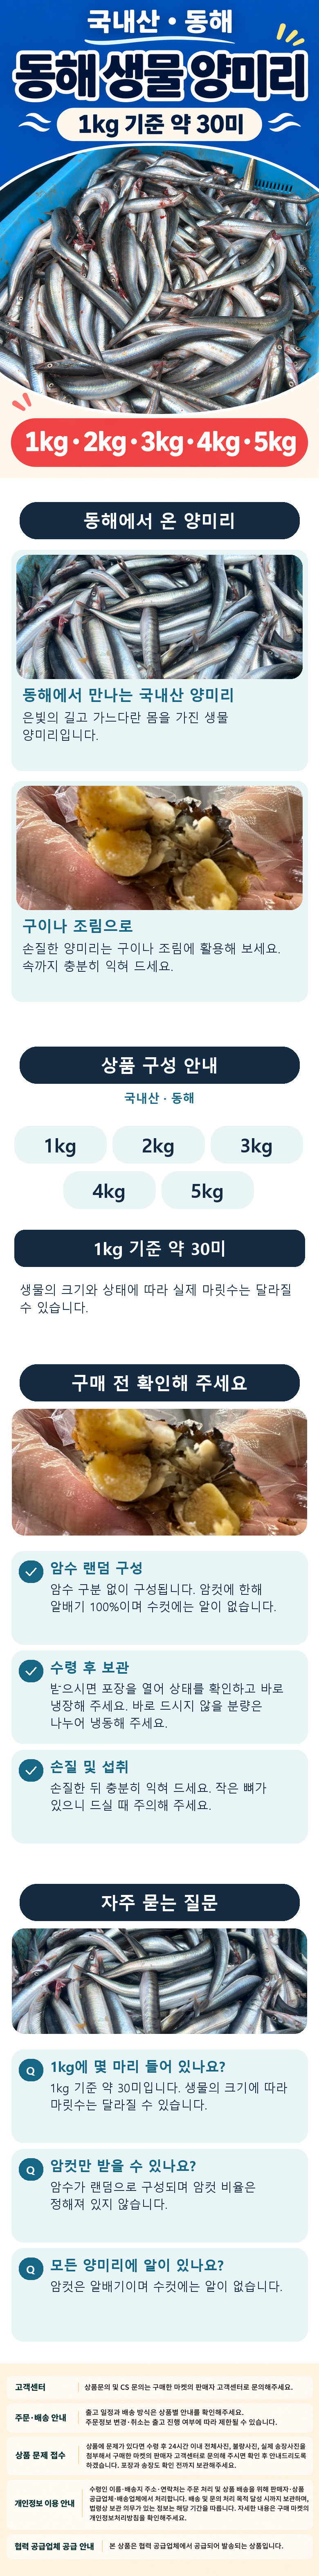 국내산 · 동해
동해 생물 양미리
1kg 기준 약 30미
1kg · 2kg · 3kg · 4kg · 5kg
동해에서 온 양미리
동해에서 만나는 국내산 양미리
은빛의 길고 가느다란 몸을 가진 생물
양미리입니다.
구이나 조림으로
손질한 양미리는 구이나 조림에 활용해 보세요.
속까지 충분히 익혀 드세요.
상품 구성 안내
국내산 · 동해
1kg
2kg
3kg
4kg
5kg
1kg 기준 약 30미
생물의 크기와 상태에 따라 실제 마릿수는 달라질
수 있습니다.
구매 전 확인해 주세요
암수 랜덤 구성
암수 구분 없이 구성됩니다. 암컷에 한해
알배기 100%이며 수컷에는 알이 없습니다.
수령 후 보관
받으시면 포장을 열어 상태를 확인하고 바로
냉장해 주세요. 바로 드시지 않을 분량은
나누어 냉동해 주세요.
손질 및 섭취
손질한 뒤 충분히 익혀 드세요. 작은 뼈가
있으니 드실 때 주의해 주세요.
자주 묻는 질문
Q 1kg에 몇 마리 들어 있나요?
1kg 기준 약 30미입니다. 생물의 크기에 따라
마릿수는 달라질 수 있습니다.
Q 암컷만 받을 수 있나요?
암수가 랜덤으로 구성되며 암컷 비율은
정해져 있지 않습니다.
Q 모든 양미리에 알이 있나요?
암컷은 알배기이며 수컷에는 알이 없습니다.
고객센터
상품문의 및 CS 문의는 구매한 마켓의 판매자 고객센터로 문의해주세요.
주문·배송 안내
출고 일정과 배송 방식은 상품별 안내를 확인해주세요.
주문정보 변경·취소는 출고 진행 여부에 따라 제한될 수 있습니다.
상품 문제 접수
상품에 문제가 있다면 수령 후 24시간 이내 전체사진, 불량사진, 실제 송장사진을
첨부해서 구매한 마켓의 판매자 고객센터로 문의해 주시면 확인 후 안내드리도록
하겠습니다. 포장과 송장도 확인 전까지 보관해주세요.
개인정보 이용 안내
수령인 이름·배송지 주소·연락처는 주문 처리 및 상품 배송을 위해 판매자·상품
공급업체·배송업체에서 처리합니다. 배송 및 문의 처리 목적 달성 시까지 보관하며,
법령상 보관 의무가 있는 정보는 해당 기간을 따릅니다. 자세한 내용은 구매 마켓의
개인정보처리방침을 확인해주세요.
협력 공급업체 공급 안내
본 상품은 협력 공급업체에서 공급되어 발송되는 상품입니다.